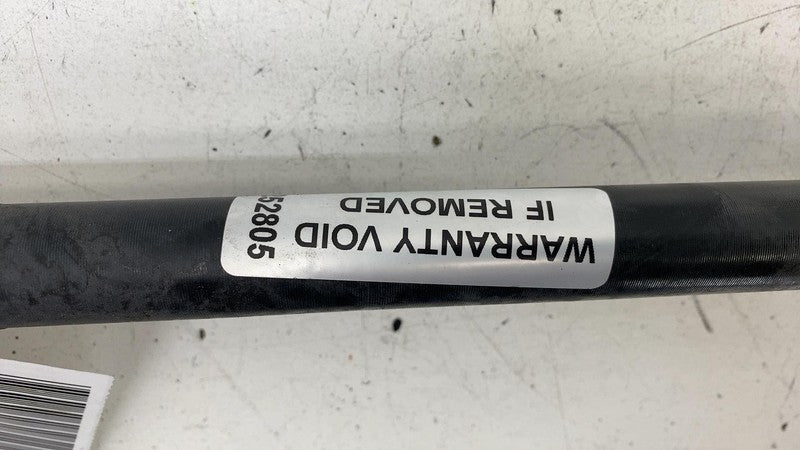 WARRANTY VOID
IF REMOVED
52805